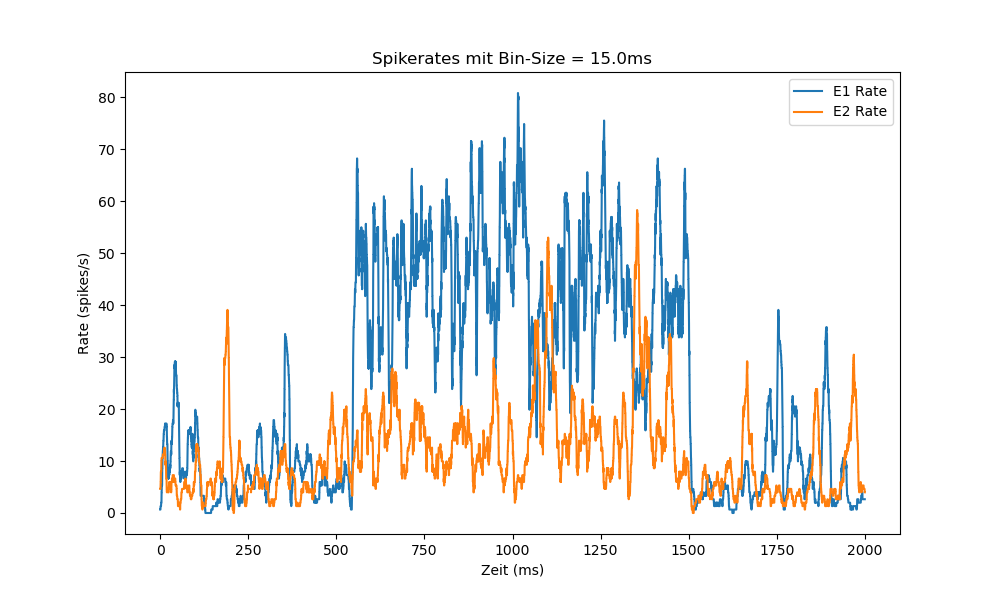 Spikerates mit Bin-Size = 15.0ms
E1 Rate
E2 Rate
80
70
60
50
40
30
20
10
0
Rate (spikes/s)
0 250 500 750 1000 1250 1500 1750 2000
Zeit (ms)